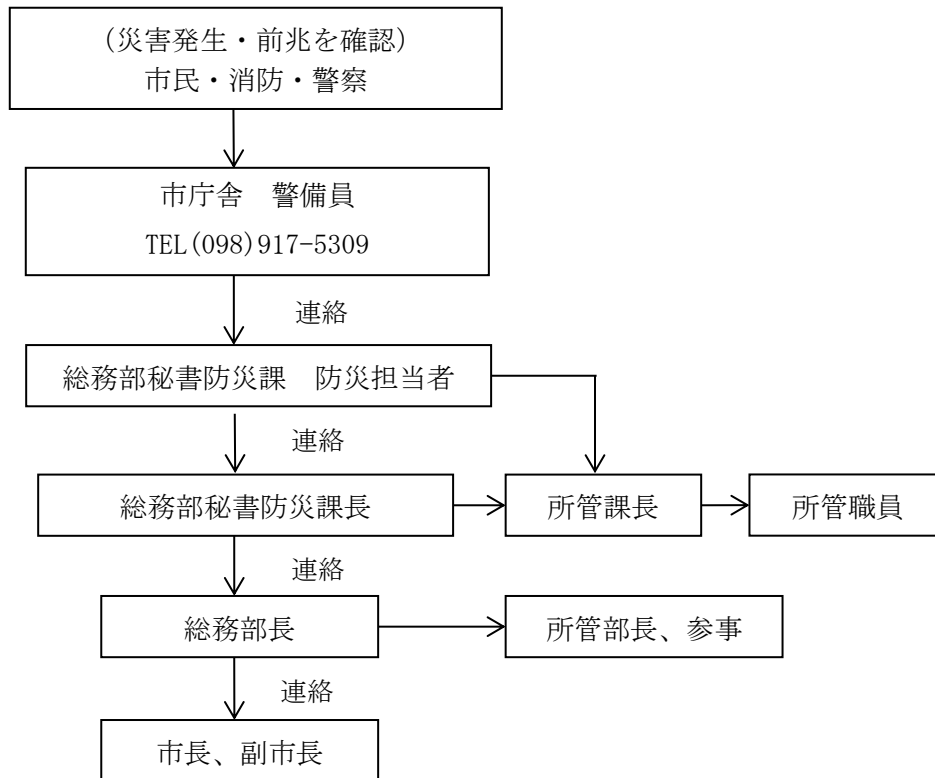 (災害発生・前兆を確認)
市民・消防・警察
市庁舎　警備員
TEL(098)917-5309
連絡
総務部秘書防災課　防災担当者
連絡
総務部秘書防災課長
所管課長
所管職員
連絡
総務部長
所管部長、参事
連絡
市長、副市長